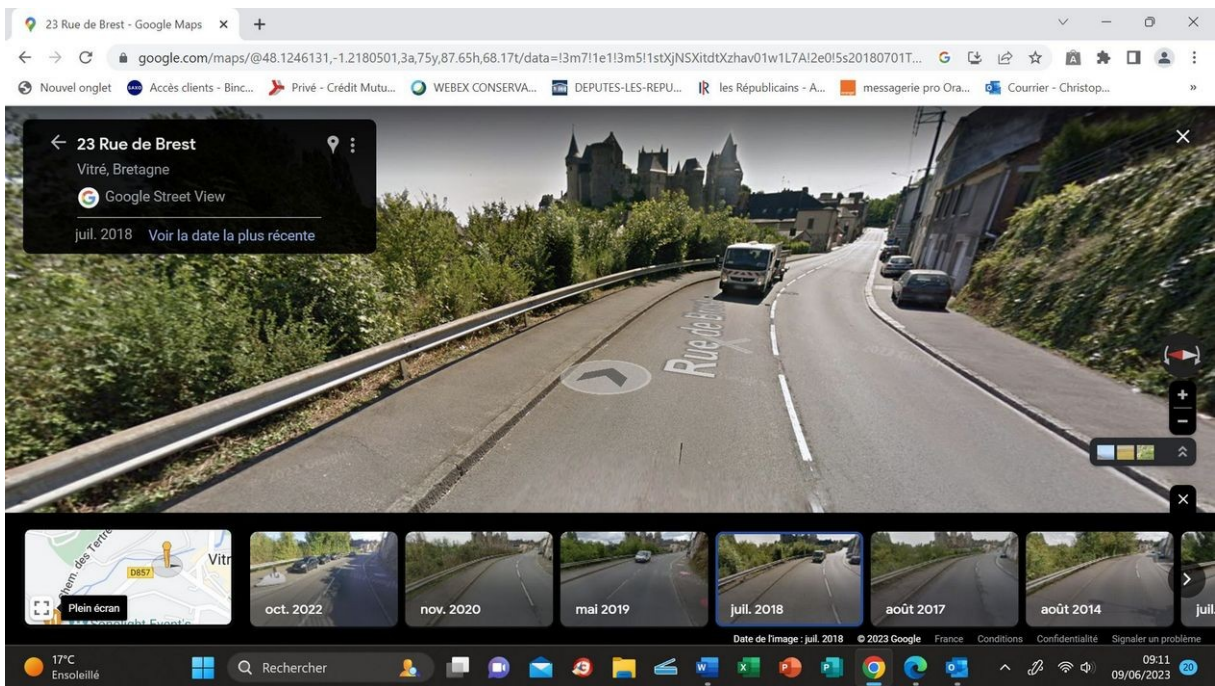 23 Rue de Brest - Google Maps
google.com/maps/@48.1246131,-1.2180501,3a,75y,87.65h,68.17t/data=!3m7!1e1!3m5!1stXjNSXitdtXzhav01w1L7A!2e0!5s20180701T...
Nouvel onglet
SAXO
Accès clients - Binc...
Privé - Crédit Mutu...
WEBEX CONSERVA...
DEPUTES-LES-REPU...
les Républicains - A...
messagerie pro Ora...
Courrier - Christop...
»
23 Rue de Brest
Vitré, Bretagne
Google Street View
juil. 2018 Voir la date la plus récente
Rue de Brest
Chem. des Tertre
D857
Vitr
Plein écran
oct. 2022
nov. 2020
mai 2019
juil. 2018
août 2017
août 2014
juil.
Date de l'image : juil. 2018 © 2023 Google France Conditions Confidentialité Signaler un problème
17°C
Ensoleillé
Rechercher
09:11
09/06/2023
20